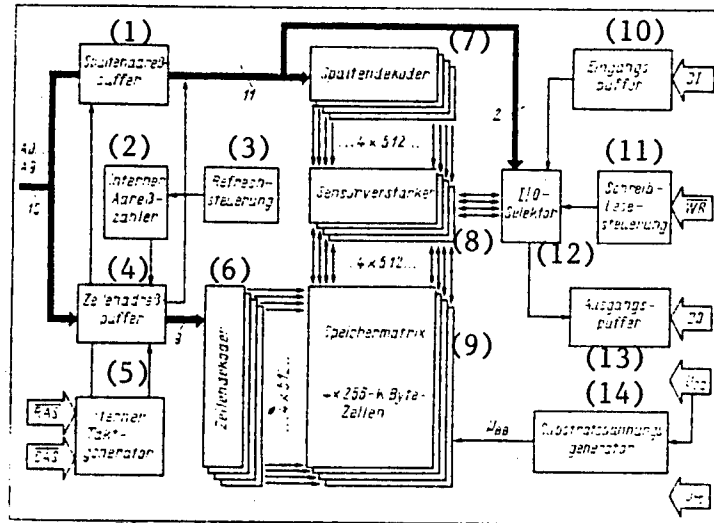 (1)
Spaltenadreß-
puffer
(7)
Spaltendekoder
(10)
Eingangs
puffer
DI
11
2
A0...
A9
10
(2)
Interner
Adreß-
zähler
(3)
Refresh-
steuerung
...4×512...
Sensorverstärker
(8)
I/O-
Selektor
(12)
(11)
Schreib-
Lese-
steuerung
WR
(4)
Zeilenadreß-
puffer
9
(6)
Zeilendekoder
...4×512...
...4×512...
Speichermatrix
4×256-K Byte-
Zellen
(9)
Ausgangs-
puffer
DO
(13)
(5)
Interner
Takt-
generator
RAS
CAS
(14)
Substratspannungs
generator
UBB